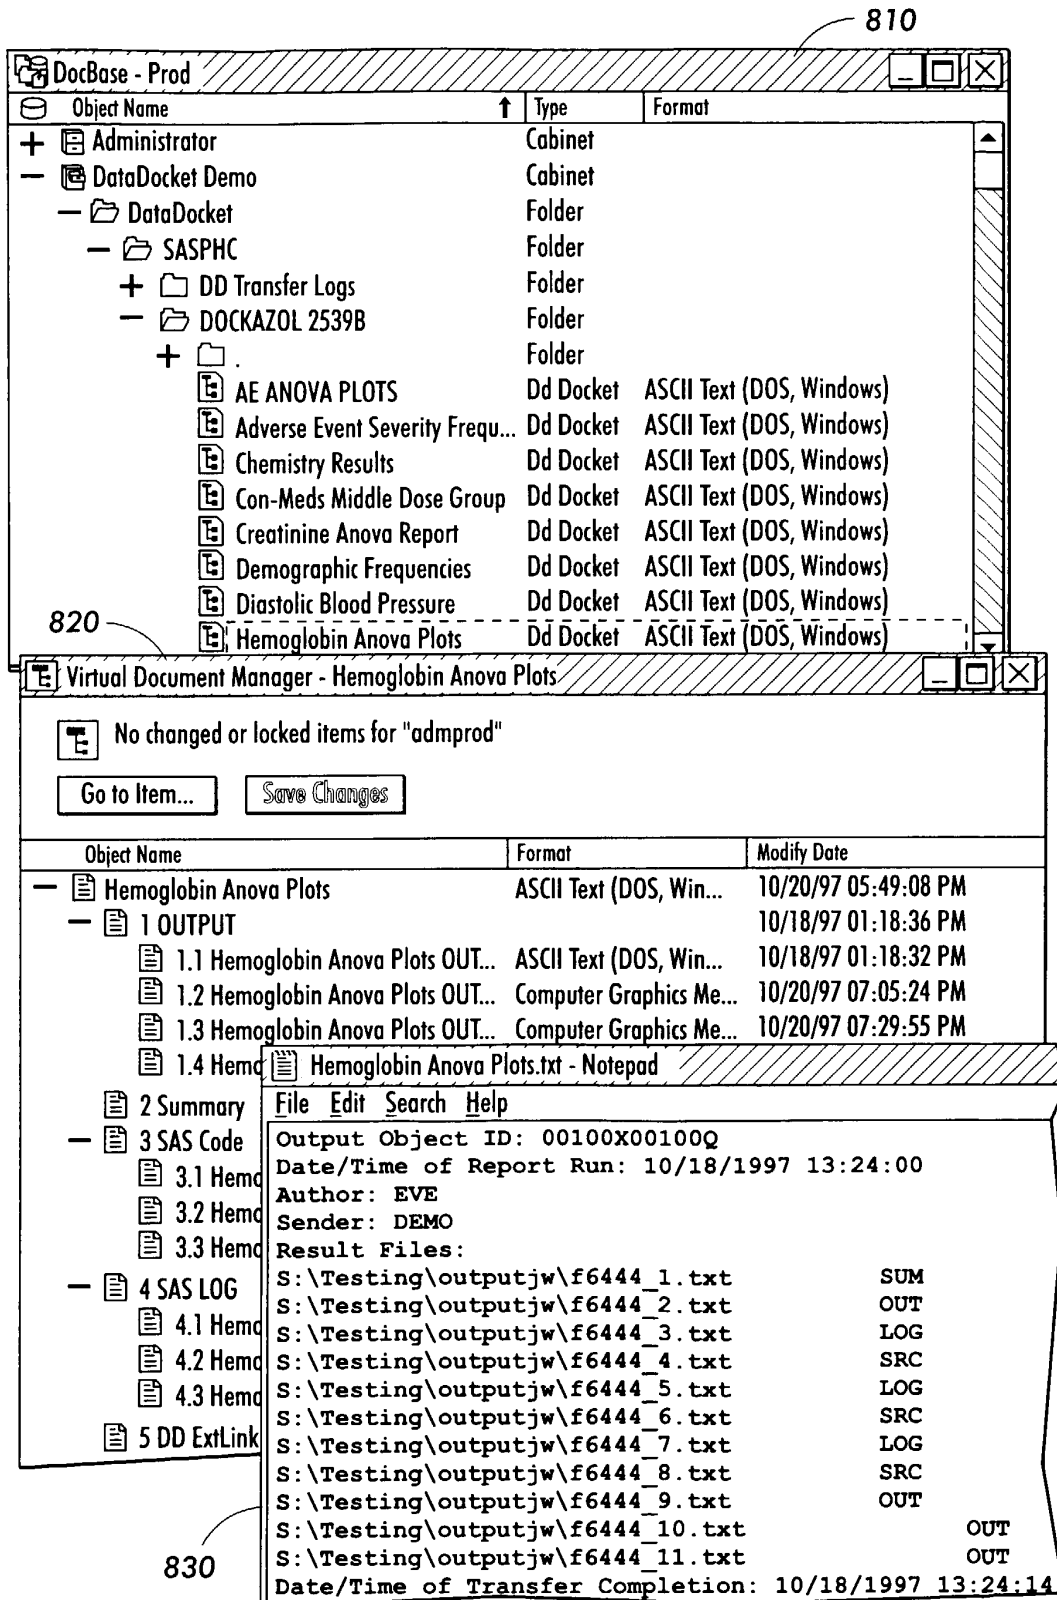 810
DocBase - Prod
Object Name Type Format
+ Administrator Cabinet
− DataDocket Demo Cabinet
− DataDocket Folder
− SASPHC Folder
+ DD Transfer Logs Folder
− DOCKAZOL 2539B Folder
+ . Folder
AE ANOVA PLOTS Dd Docket ASCII Text (DOS, Windows)
Adverse Event Severity Frequ... Dd Docket ASCII Text (DOS, Windows)
Chemistry Results Dd Docket ASCII Text (DOS, Windows)
Con-Meds Middle Dose Group Dd Docket ASCII Text (DOS, Windows)
Creatinine Anova Report Dd Docket ASCII Text (DOS, Windows)
Demographic Frequencies Dd Docket ASCII Text (DOS, Windows)
Diastolic Blood Pressure Dd Docket ASCII Text (DOS, Windows)
Hemoglobin Anova Plots Dd Docket ASCII Text (DOS, Windows)
820
Virtual Document Manager - Hemoglobin Anova Plots
No changed or locked items for "admprod"
Go to Item... Save Changes
Object Name Format Modify Date
− Hemoglobin Anova Plots ASCII Text (DOS, Win... 10/20/97 05:49:08 PM
− 1 OUTPUT 10/18/97 01:18:36 PM
1.1 Hemoglobin Anova Plots OUT... ASCII Text (DOS, Win... 10/18/97 01:18:32 PM
1.2 Hemoglobin Anova Plots OUT... Computer Graphics Me... 10/20/97 07:05:24 PM
1.3 Hemoglobin Anova Plots OUT... Computer Graphics Me... 10/20/97 07:29:55 PM
1.4 Hemo
2 Summary
− 3 SAS Code
3.1 Hemo
3.2 Hemo
3.3 Hemo
− 4 SAS LOG
4.1 Hemo
4.2 Hemo
4.3 Hemo
5 DD ExtLink
Hemoglobin Anova Plots.txt - Notepad
File Edit Search Help
Output Object ID: 00100X00100Q
Date/Time of Report Run: 10/18/1997 13:24:00
Author: EVE
Sender: DEMO
Result Files:
S:\Testing\outputjw\f6444_1.txt SUM
S:\Testing\outputjw\f6444_2.txt OUT
S:\Testing\outputjw\f6444_3.txt LOG
S:\Testing\outputjw\f6444_4.txt SRC
S:\Testing\outputjw\f6444_5.txt LOG
S:\Testing\outputjw\f6444_6.txt SRC
S:\Testing\outputjw\f6444_7.txt LOG
S:\Testing\outputjw\f6444_8.txt SRC
S:\Testing\outputjw\f6444_9.txt OUT
S:\Testing\outputjw\f6444_10.txt OUT
S:\Testing\outputjw\f6444_11.txt OUT
Date/Time of Transfer Completion: 10/18/1997 13:24:14
830